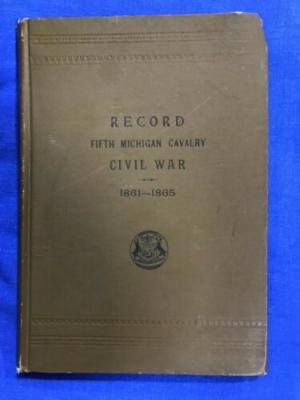 RECORD
FIFTH MICHIGAN CAVALRY
CIVIL WAR
1861–1865